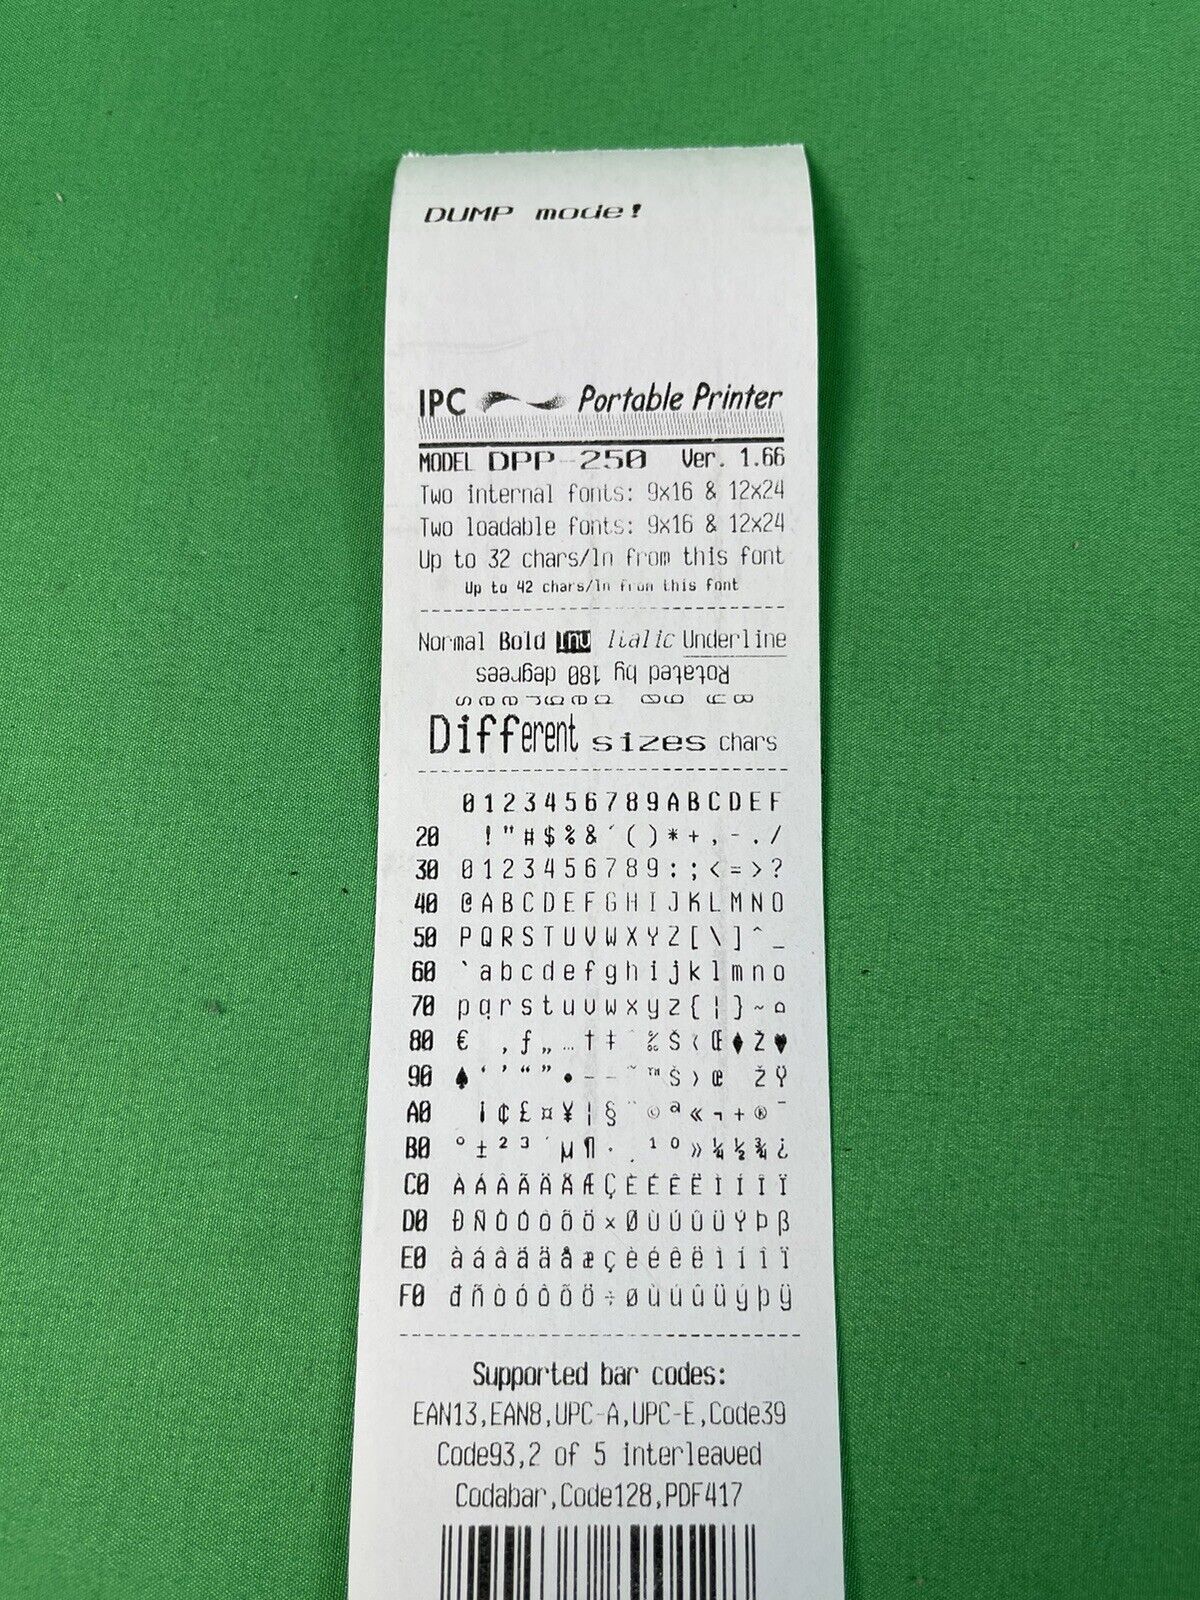 DUMP mode!
IPC Portable Printer
MODEL DPP-250 Ver. 1.66
Two internal fonts: 9x16 & 12x24
Two loadable fonts: 9x16 & 12x24
Up to 32 chars/ln from this font
Up to 42 chars/ln from this font
Normal Bold Inv Italic Underline
Rotated by 180 degrees
Different sizes chars
0 1 2 3 4 5 6 7 8 9 A B C D E F
20 ! " # $ % & ´ ( ) * + , - . /
30 0 1 2 3 4 5 6 7 8 9 : ; < = > ?
40 @ A B C D E F G H I J K L M N O
50 P Q R S T U V W X Y Z [ \ ] ^ _
60 ` a b c d e f g h i j k l m n o
70 p q r s t u v w x y z { ¦ } ~ ⌂
80 € ‚ ƒ „ … † ‡ ˆ ‰ Š ‹ Œ ♦ Ž ♥
90 ♠ ‘ ’ “ ” • – — ˜ ™ Š › œ Ž Ÿ
A0 ¡ ¢ £ ¤ ¥ ¦ § ¨ © ª « ¬ + ® ¯
B0 ° ± ² ³ ´ µ ¶ · ¸ ¹ º » ¼ ½ ¾ ¿
C0 À Á Â Ã Ä Å Æ Ç È É Ê Ë Ì Í Î Ï
D0 Ð Ñ Ò Ó Ô Õ Ö × Ø Ù Ú Û Ü Ý Þ ß
E0 à á â ã ä å æ ç è é ê ë ì í î ï
F0 đ ñ ò ó ô õ ö ÷ ø ù ú û ü ý þ ÿ
Supported bar codes:
EAN13,EAN8,UPC-A,UPC-E,Code39
Code93,2 of 5 interleaved
Codabar,Code128,PDF417